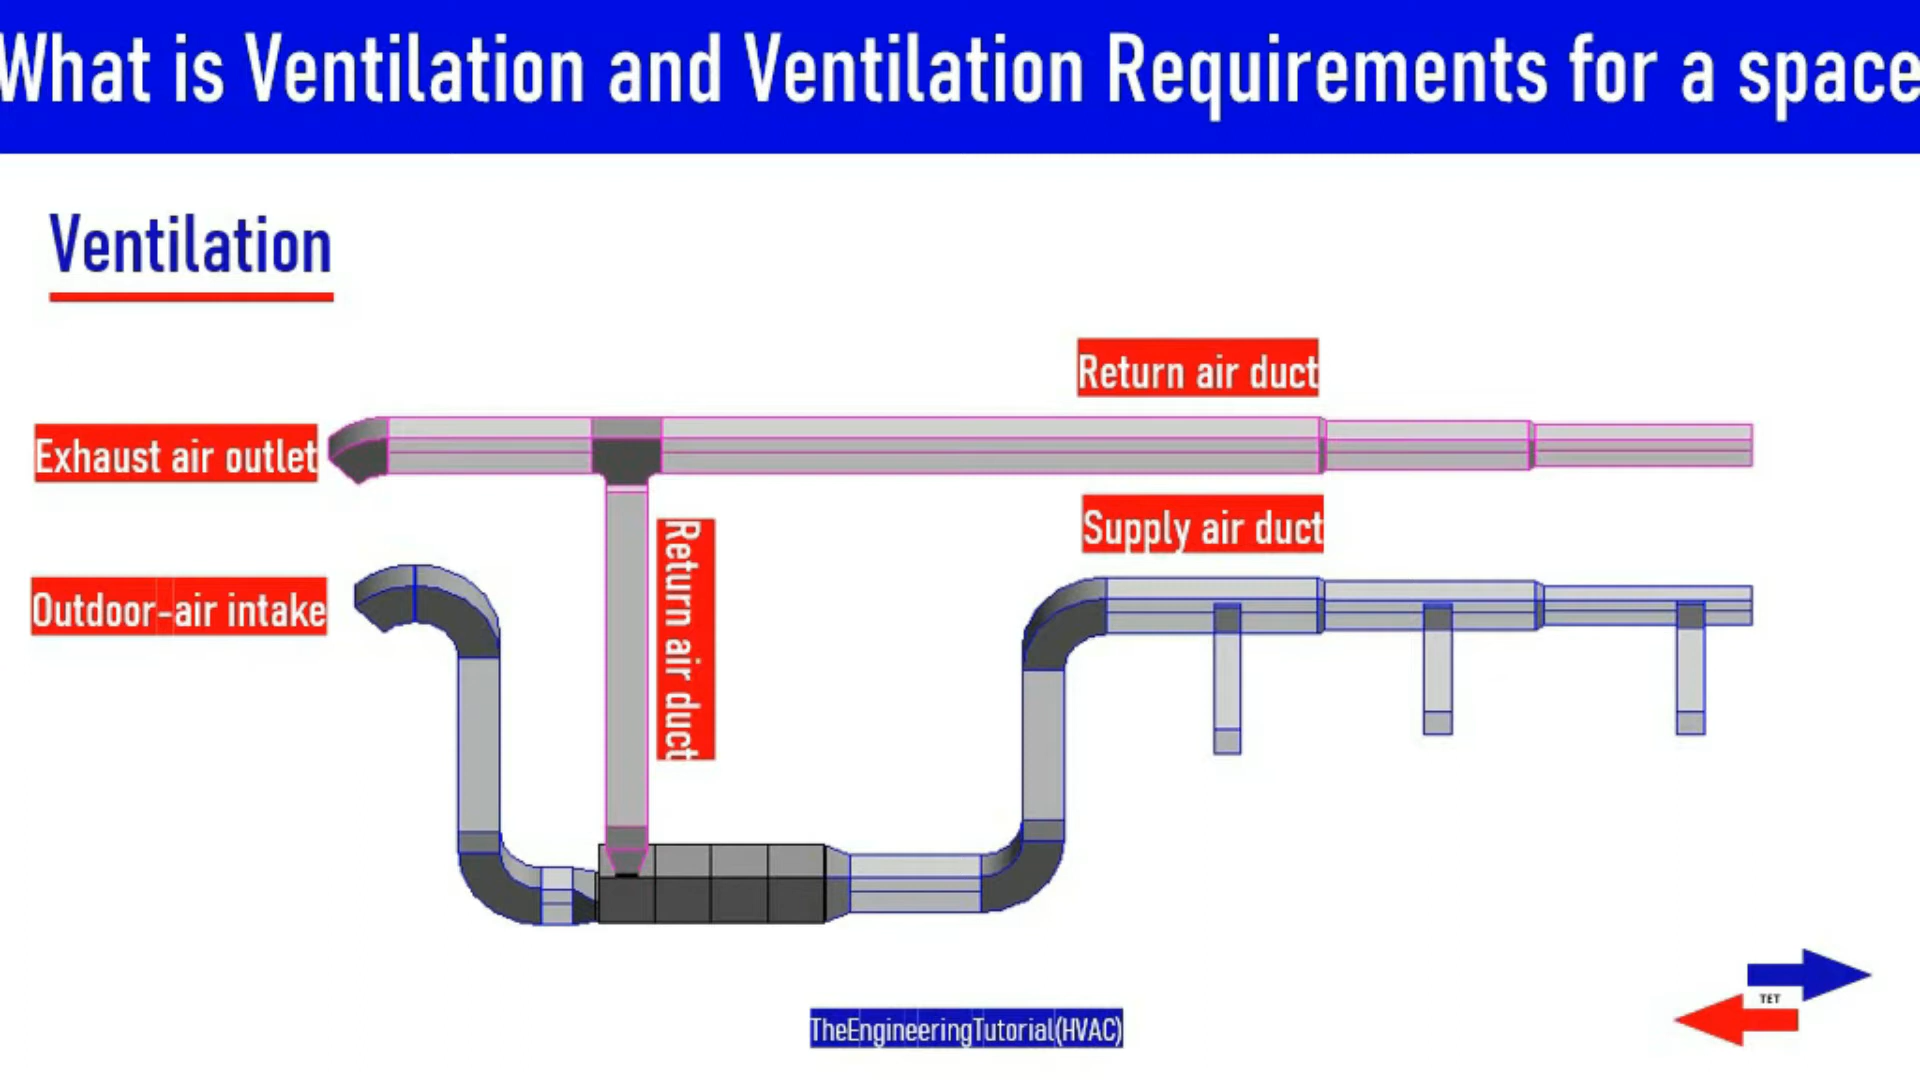 What is Ventilation and Ventilation Requirements for a space
Ventilation
Return air duct
Exhaust air outlet
Supply air duct
Return air duct
Outdoor-air intake
TET
TheEngineeringTutorial(HVAC)